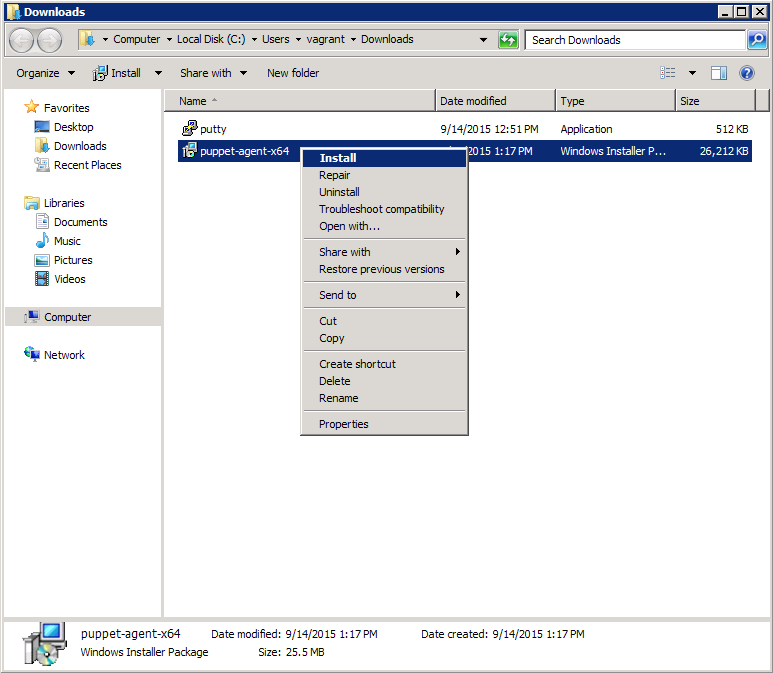 Downloads
Computer Local Disk (C:) Users vagrant Downloads Search Downloads
Organize Install Share with New folder
Name Date modified Type Size
Favorites
Desktop
Downloads
Recent Places
Libraries
Documents
Music
Pictures
Videos
Computer
Network
putty 9/14/2015 12:51 PM Application 512 KB
puppet-agent-x64 2015 1:17 PM Windows Installer P... 26,212 KB
Install
Repair
Uninstall
Troubleshoot compatibility
Open with...
Share with
Restore previous versions
Send to
Cut
Copy
Create shortcut
Delete
Rename
Properties
puppet-agent-x64 Date modified: 9/14/2015 1:17 PM Date created: 9/14/2015 1:17 PM
Windows Installer Package Size: 25.5 MB